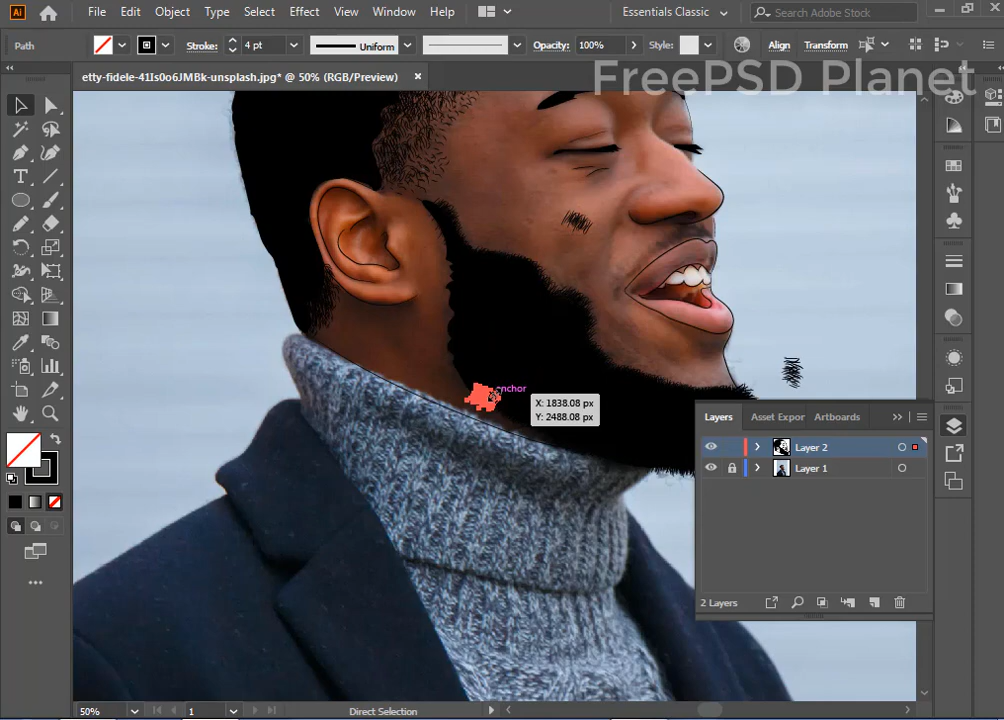 Ai File Edit Object Type Select Effect View Window Help Essentials Classic Search Adobe Stock
Path Stroke: 4 pt Uniform Opacity: 100% Style: Align Transform
etty-fidele-41Is0o6JMBk-unsplash.jpg* @ 50% (RGB/Preview)
FreePSD Planet
anchor
X: 1838.08 px
Y: 2488.08 px
Layers Asset Expor Artboards
Layer 2
Layer 1
2 Layers
50% 1 Direct Selection